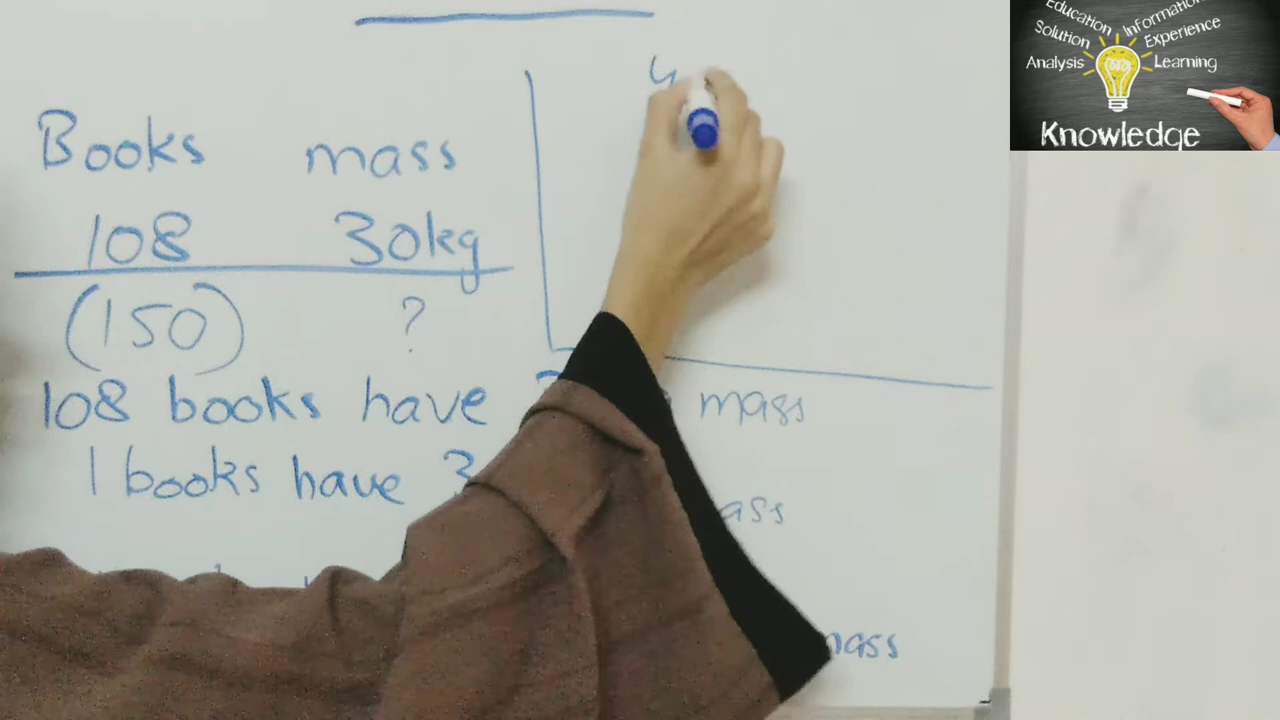 Books mass
108 30kg
(150) ?
108 books have mass
1 books have 3
mass
Education Information
Solution Experience
Analysis Learning
Knowledge